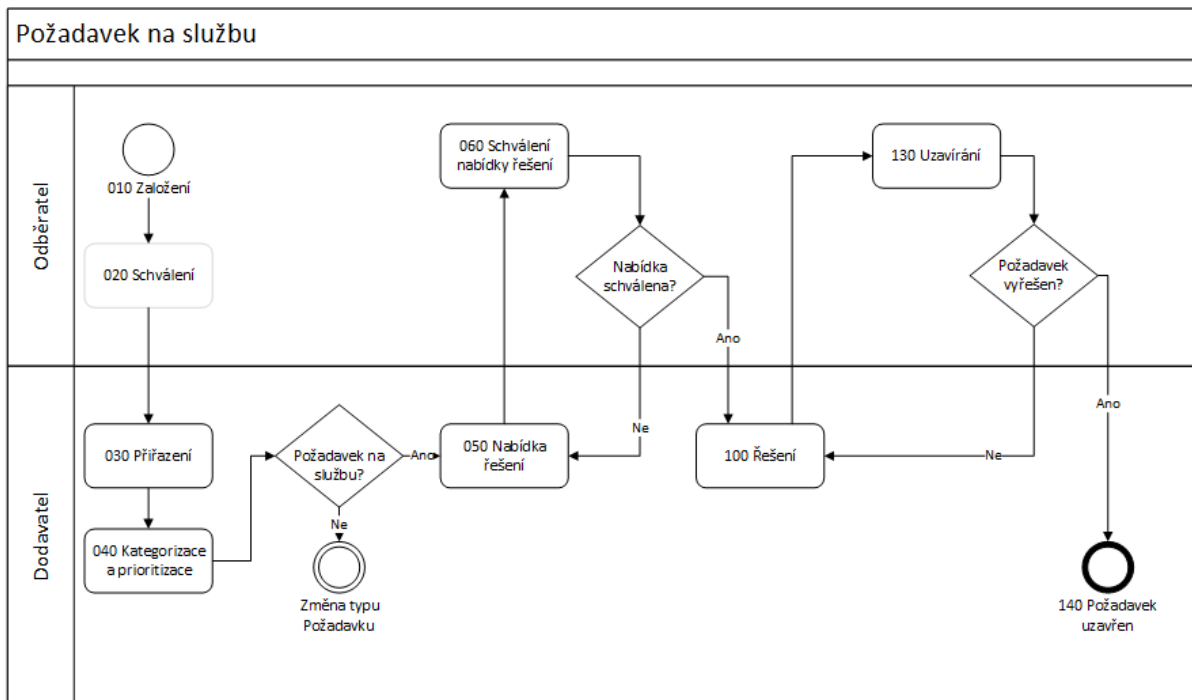 Požadavek na službu
Odběratel
010 Založení
020 Schválení
060 Schválení
nabídky řešení
Nabídka
schválena?
Ano
Ne
130 Uzavírání
Požadavek
vyřešen?
Ano
Ne
Dodavatel
030 Přiřazení
040 Kategorizace
a prioritizace
Požadavek na
službu?
Ano
Ne
Změna typu
Požadavku
050 Nabídka
řešení
100 Řešení
140 Požadavek
uzavřen